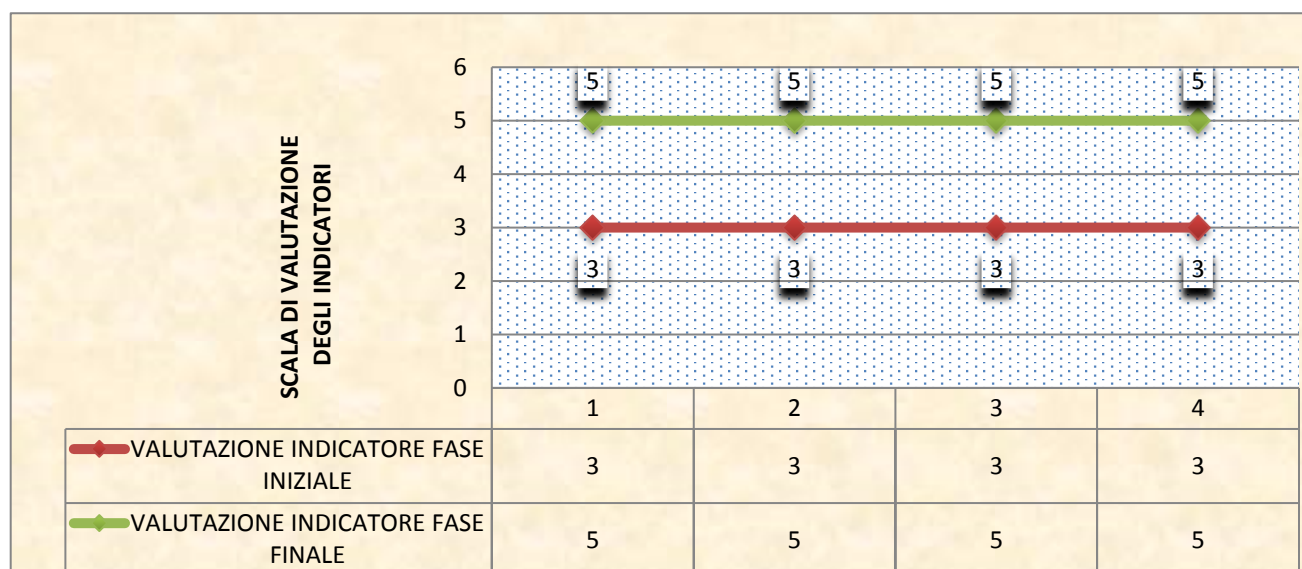 SCALA DI VALUTAZIONE
DEGLI INDICATORI
6
5
4
3
2
1
0
5 5 5 5
3 3 3 3
1 2 3 4
VALUTAZIONE INDICATORE FASE
INIZIALE
3 3 3 3
VALUTAZIONE INDICATORE FASE
FINALE
5 5 5 5